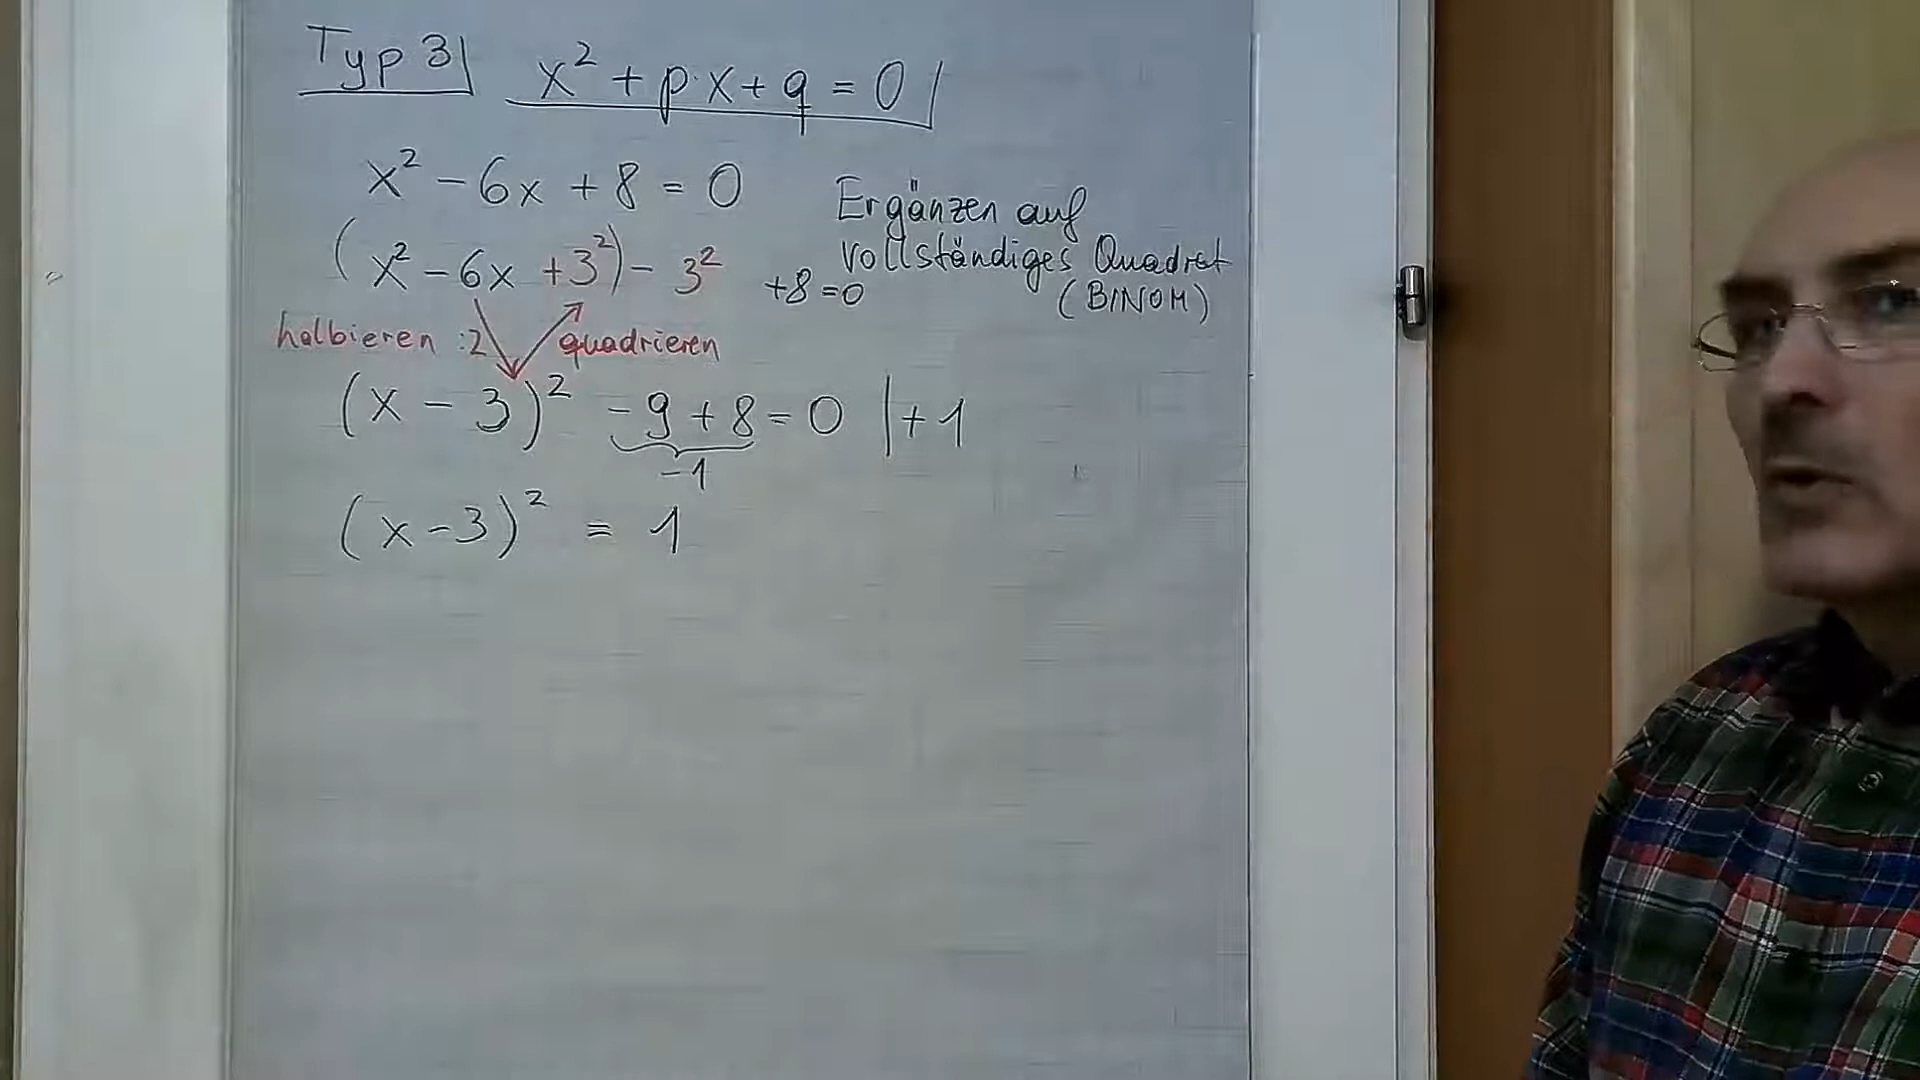 Typ 3 x² + p·x + q = 0
x² - 6x + 8 = 0
Ergänzen auf
vollständiges Quadrat
(BINOM)
(x² - 6x + 3²) - 3² + 8 = 0
halbieren :2 quadrieren
(x - 3)² - 9 + 8 = 0 | + 1
-1
(x - 3)² = 1